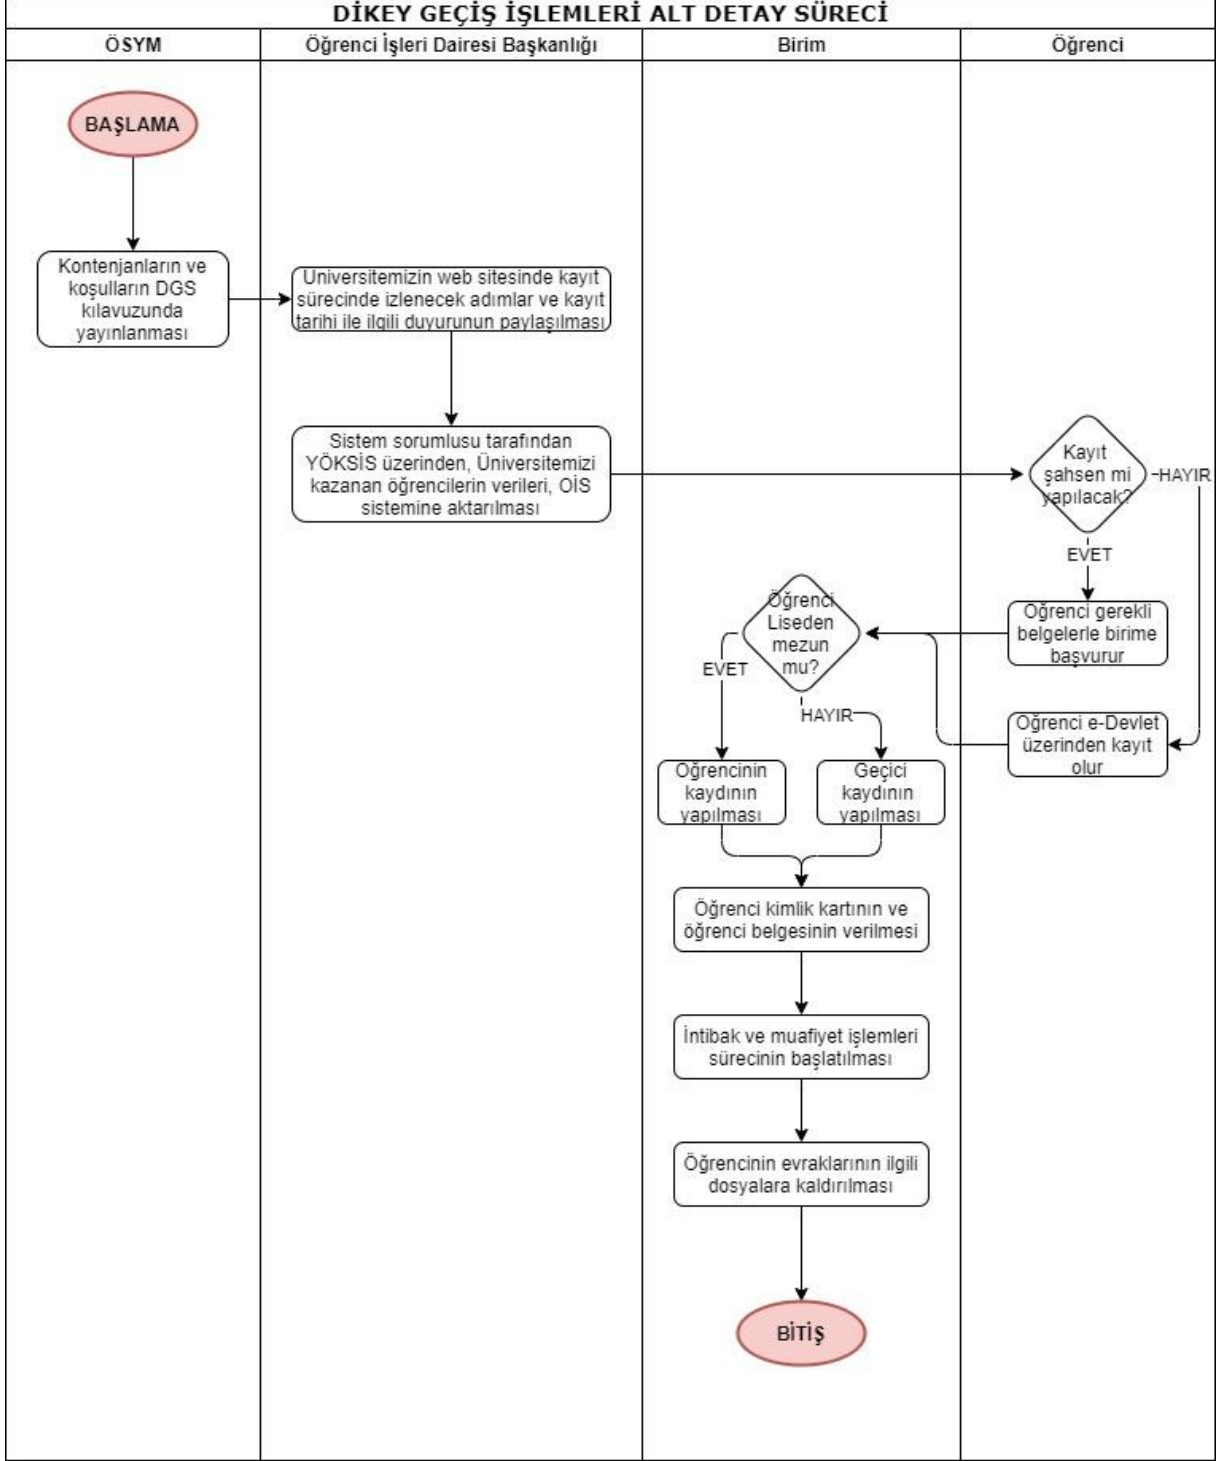 DİKEY GEÇİŞ İŞLEMLERİ ALT DETAY SÜRECİ
ÖSYM
Öğrenci İşleri Dairesi Başkanlığı
Birim
Öğrenci
BAŞLAMA
Kontenjanların ve
koşulların DGS
kılavuzunda
yayınlanması
Üniversitemizin web sitesinde kayıt
sürecinde izlenecek adımlar ve kayıt
tarihi ile ilgili duyurunun paylaşılması
Sistem sorumlusu tarafından
YÖKSİS üzerinden, Üniversitemizi
kazanan öğrencilerin verileri, OİS
sistemine aktarılması
Kayıt
şahsen mi
yapılacak?
HAYIR
EVET
Öğrenci gerekli
belgelerle birime
başvurur
Öğrenci e-Devlet
üzerinden kayıt
olur
Öğrenci
Liseden
mezun
mu?
EVET
HAYIR
Öğrencinin
kaydının
yapılması
Geçici
kaydının
yapılması
Öğrenci kimlik kartının ve
öğrenci belgesinin verilmesi
İntibak ve muafiyet işlemleri
sürecinin başlatılması
Öğrencinin evraklarının ilgili
dosyalara kaldırılması
BİTİŞ